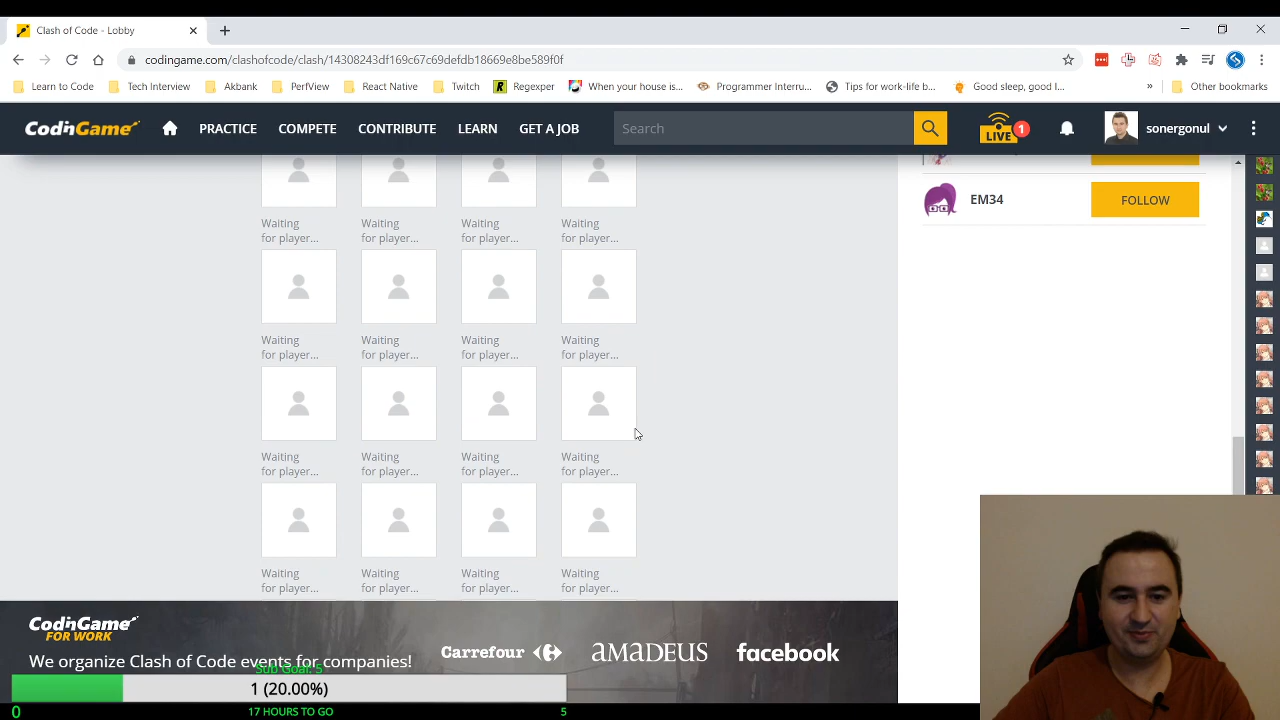 Clash of Code - Lobby
codingame.com/clashofcode/clash/14308243df1f9c67c69defdb18669e8be589f0f
Learn to Code Tech Interview Akbank PerfView React Native Twitch Regexper When your house is... Programmer Interru... Tips for work-life b... Good sleep, good l... » Other bookmarks
CodinGame PRACTICE COMPETE CONTRIBUTE LEARN GET A JOB Search LIVE 1 sonergonul
EM34 FOLLOW
Waiting Waiting Waiting Waiting
for player... for player... for player... for player...
Waiting Waiting Waiting Waiting
for player... for player... for player... for player...
Waiting Waiting Waiting Waiting
for player... for player... for player... for player...
Waiting Waiting Waiting Waiting
for player... for player... for player... for player...
CodinGame
FOR WORK
We organize Clash of Code events for companies!
Carrefour AMADEUS facebook
Sub Goal: 5
1 (20.00%)
0 17 HOURS TO GO 5